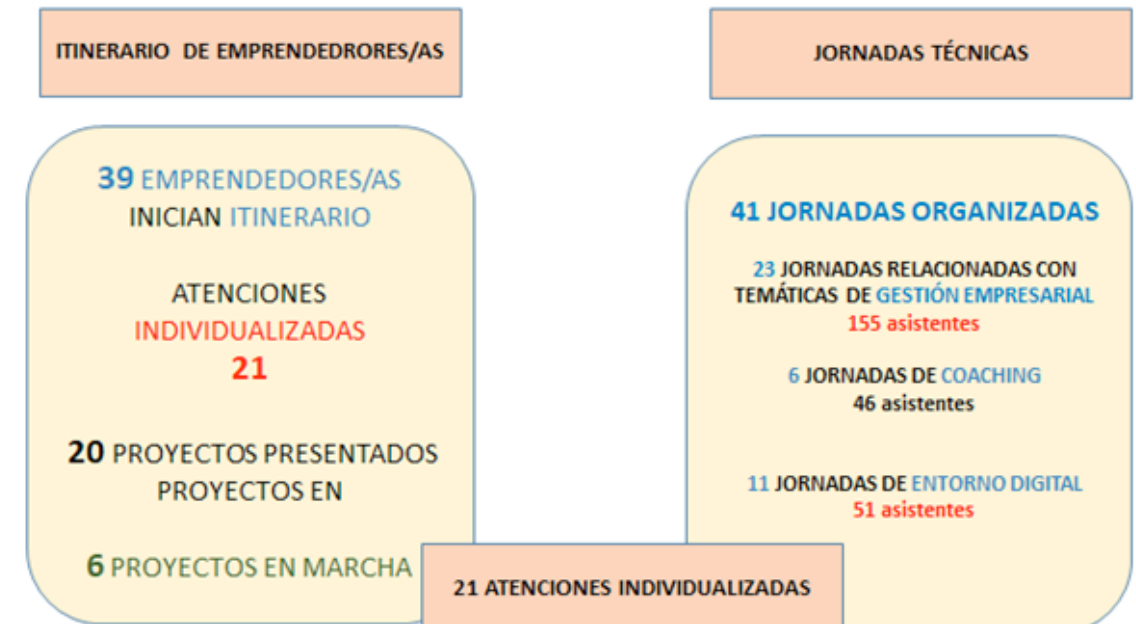 ITINERARIO DE EMPRENDEDRORES/AS
39 EMPRENDEDORES/AS
INICIAN ITINERARIO
ATENCIONES
INDIVIDUALIZADAS
21
20 PROYECTOS PRESENTADOS
PROYECTOS EN
6 PROYECTOS EN MARCHA
JORNADAS TÉCNICAS
41 JORNADAS ORGANIZADAS
23 JORNADAS RELACIONADAS CON
TEMÁTICAS DE GESTIÓN EMPRESARIAL
155 asistentes
6 JORNADAS DE COACHING
46 asistentes
11 JORNADAS DE ENTORNO DIGITAL
51 asistentes
21 ATENCIONES INDIVIDUALIZADAS